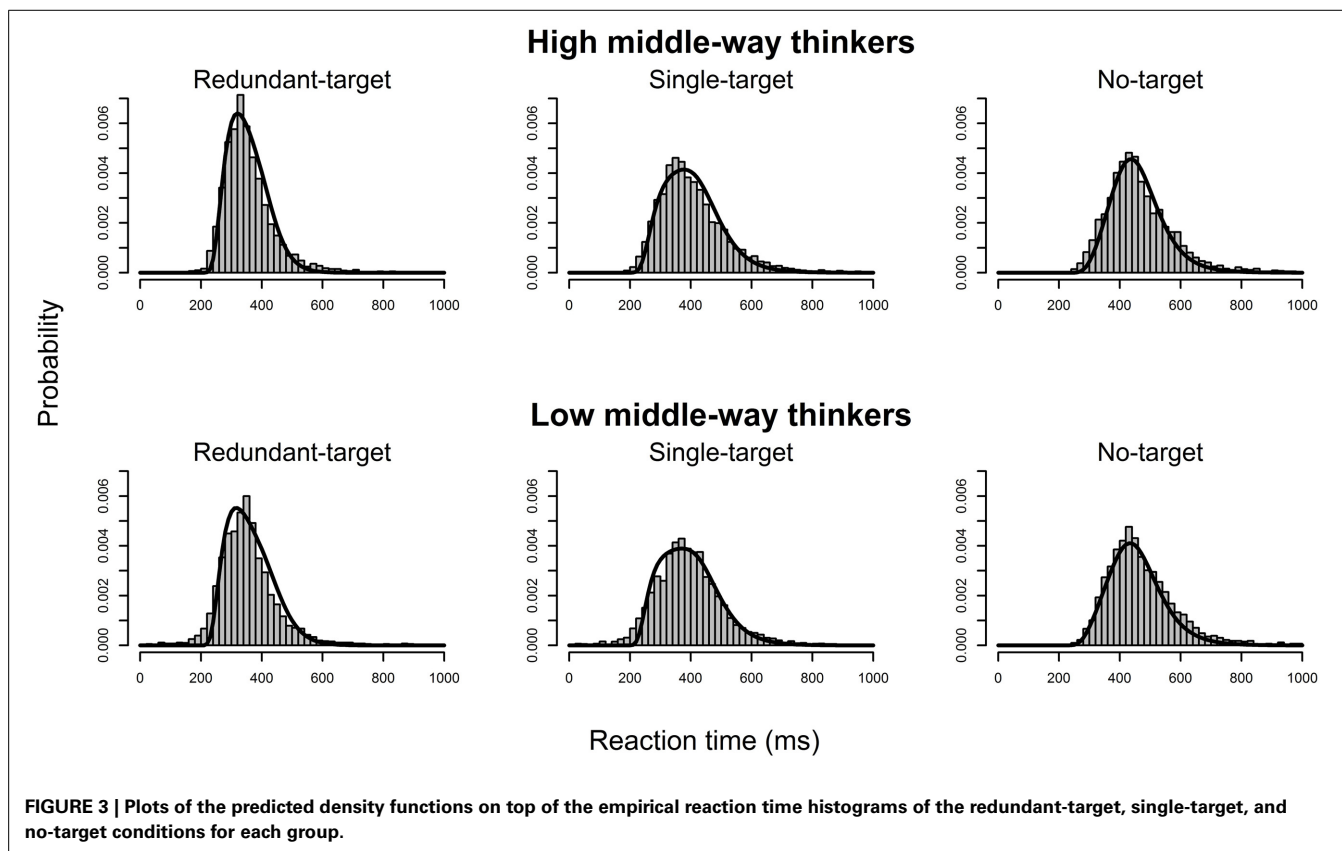 High middle-way thinkers
Redundant-target Single-target No-target
0.006 0.006 0.006
0.004 0.004 0.004
0.002 0.002 0.002
0.000 0.000 0.000
0 200 400 600 800 1000 0 200 400 600 800 1000 0 200 400 600 800 1000
Probability
Low middle-way thinkers
Redundant-target Single-target No-target
0.006 0.006 0.006
0.004 0.004 0.004
0.002 0.002 0.002
0.000 0.000 0.000
0 200 400 600 800 1000 0 200 400 600 800 1000 0 200 400 600 800 1000
Reaction time (ms)
FIGURE 3 | Plots of the predicted density functions on top of the empirical reaction time histograms of the redundant-target, single-target, and
no-target conditions for each group.